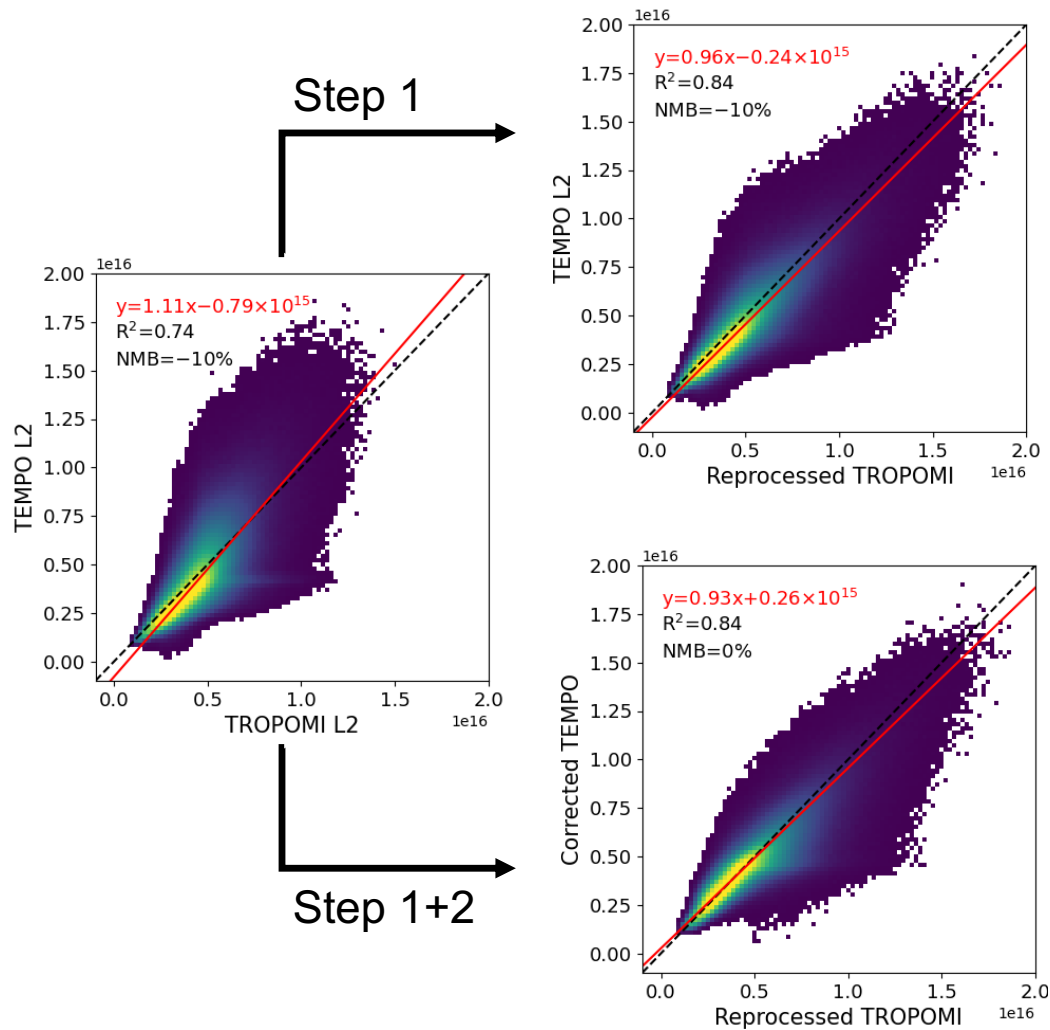 Step 1
1e16
2.00
1.75
1.50
1.25
1.00
0.75
0.50
0.25
0.00
TEMPO L2
y=0.96x−0.24×10¹⁵
R²=0.84
NMB=−10%
0.0 0.5 1.0 1.5 2.0
1e16
Reprocessed TROPOMI
1e16
2.00
1.75
1.50
1.25
1.00
0.75
0.50
0.25
0.00
TEMPO L2
y=1.11x−0.79×10¹⁵
R²=0.74
NMB=−10%
0.0 0.5 1.0 1.5 2.0
1e16
TROPOMI L2
Step 1+2
1e16
2.00
1.75
1.50
1.25
1.00
0.75
0.50
0.25
0.00
Corrected TEMPO
y=0.93x+0.26×10¹⁵
R²=0.84
NMB=0%
0.0 0.5 1.0 1.5 2.0
1e16
Reprocessed TROPOMI